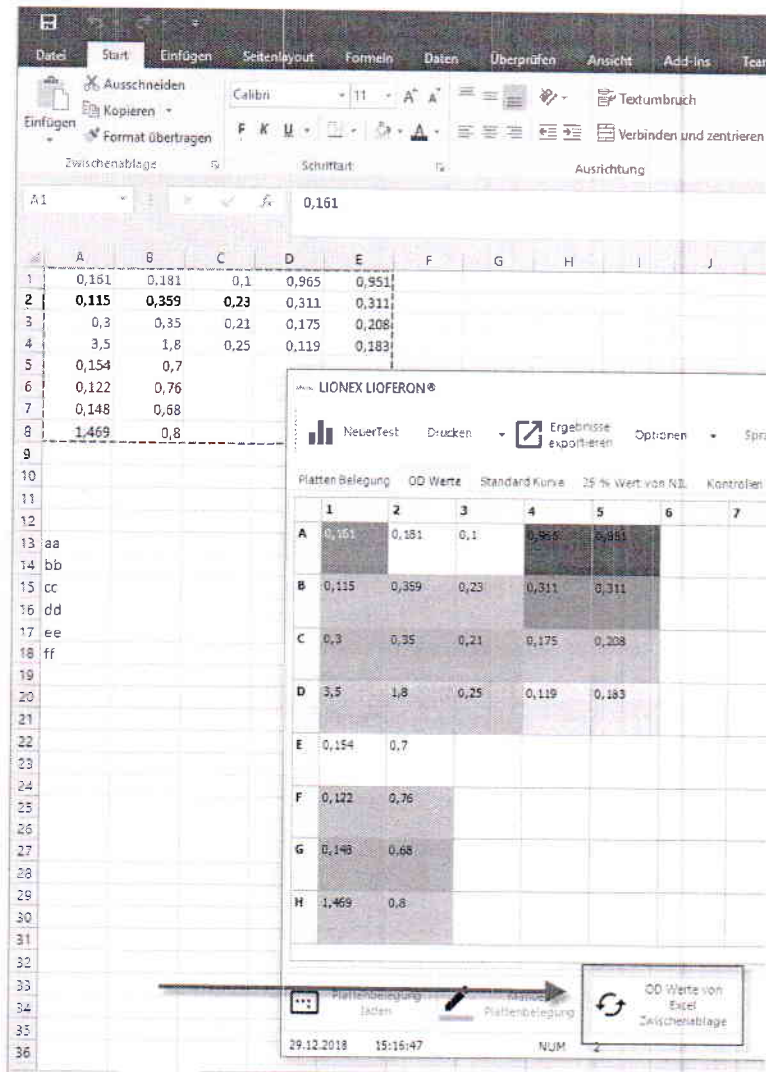 Datei Start Einfügen Seitenlayout Formeln Daten Überprüfen Ansicht Add-Ins Tear
Ausschneiden
Kopieren
Format übertragen
Einfügen
Calibri 11 A A
F K U A
Textumbruch
Verbinden und zentrieren
Zwischenablage Schriftart Ausrichtung
A1 fx 0,161
A B C D E F G H I J
1 0,161 0,181 0,1 0,965 0,951
2 0,115 0,359 0,23 0,311 0,311
3 0,3 0,35 0,21 0,175 0,208
4 3,5 1,8 0,25 0,119 0,183
5 0,154 0,7
6 0,122 0,76
7 0,148 0,68
8 1,469 0,8
9
10
11
12
13 aa
14 bb
15 cc
16 dd
17 ee
18 ff
19
20
21
22
23
24
25
26
27
28
29
30
31
32
33
34
35
36
LIONEX LIOFERON®
NeuerTest Drucken Ergebnisse exportieren Optionen Spra
Platten Belegung OD Werte Standard Kurve 25 % Wert von NIL Kontrollen
1 2 3 4 5 6 7
A 0,161 0,181 0,1 0,965 0,951
B 0,115 0,359 0,23 0,311 0,311
C 0,3 0,35 0,21 0,175 0,208
D 3,5 1,8 0,25 0,119 0,183
E 0,154 0,7
F 0,122 0,76
G 0,148 0,68
H 1,469 0,8
Plattenbelegung
laden
Manuelle
Plattenbelegung
OD Werte von
Excel
Zwischenablage
29.12.2018 15:16:47 NUM 2